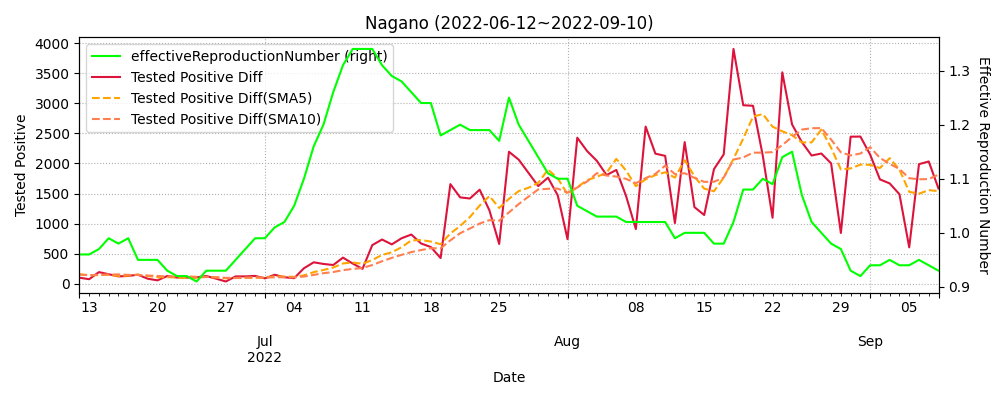 Nagano (2022-06-12~2022-09-10)
effectiveReproductionNumber (right)
Tested Positive Diff
Tested Positive Diff(SMA5)
Tested Positive Diff(SMA10)
Tested Positive
4000
3500
3000
2500
2000
1500
1000
500
0
1.3
1.2
1.1
1.0
0.9
Effective Reproduction Number
13 20 27 04 11 18 25 08 15 22 29 05
Jul Aug Sep
2022
Date